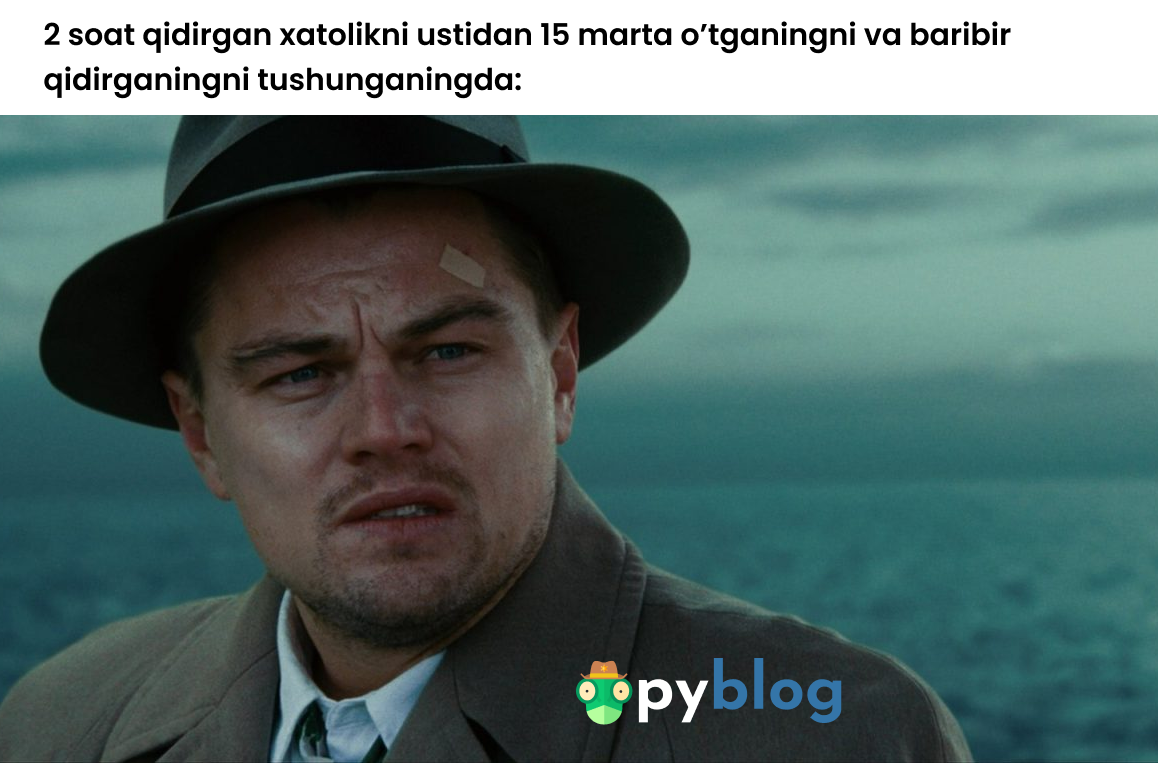 2 soat qidirgan xatolikni ustidan 15 marta o’tganingni va baribir
qidirganingni tushunganingda:
pyblog